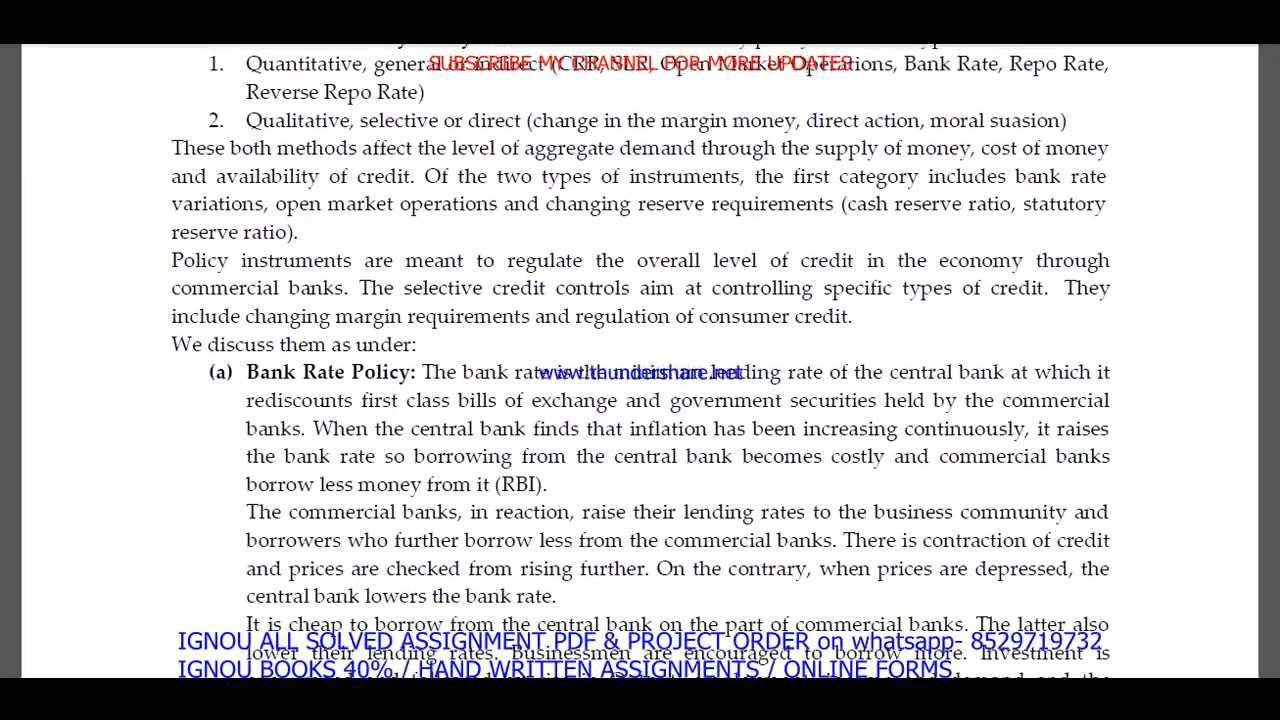 1. Quantitative, general or indirect (CRR, SLR, Open Market Operations, Bank Rate, Repo Rate,
SUBSCRIBE MY CHANNEL FOR MORE UPDATES
Reverse Repo Rate)
2. Qualitative, selective or direct (change in the margin money, direct action, moral suasion)
These both methods affect the level of aggregate demand through the supply of money, cost of money
and availability of credit. Of the two types of instruments, the first category includes bank rate
variations, open market operations and changing reserve requirements (cash reserve ratio, statutory
reserve ratio).
Policy instruments are meant to regulate the overall level of credit in the economy through
commercial banks. The selective credit controls aim at controlling specific types of credit. They
include changing margin requirements and regulation of consumer credit.
We discuss them as under:
(a) Bank Rate Policy: The bank rate is the minimum lending rate of the central bank at which it
www.thundershare.net
rediscounts first class bills of exchange and government securities held by the commercial
banks. When the central bank finds that inflation has been increasing continuously, it raises
the bank rate so borrowing from the central bank becomes costly and commercial banks
borrow less money from it (RBI).
The commercial banks, in reaction, raise their lending rates to the business community and
borrowers who further borrow less from the commercial banks. There is contraction of credit
and prices are checked from rising further. On the contrary, when prices are depressed, the
central bank lowers the bank rate.
It is cheap to borrow from the central bank on the part of commercial banks. The latter also
IGNOU ALL SOLVED ASSIGNMENT PDF & PROJECT ORDER on whatsapp- 8529719732
lower their lending rates. Businessmen are encouraged to borrow more. Investment is
IGNOU BOOKS 40% / HAND WRITTEN ASSIGNMENTS / ONLINE FORMS